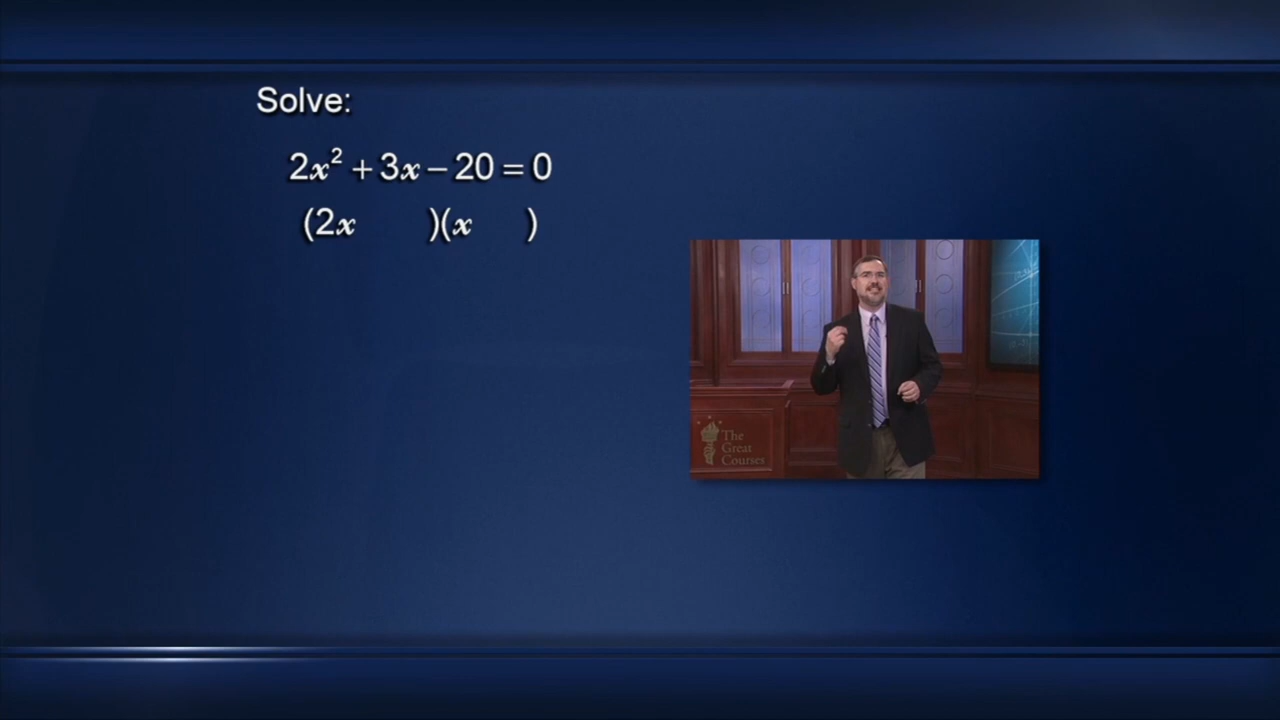 Solve:
2x² + 3x − 20 = 0
(2x )(x )
The
Great
Courses